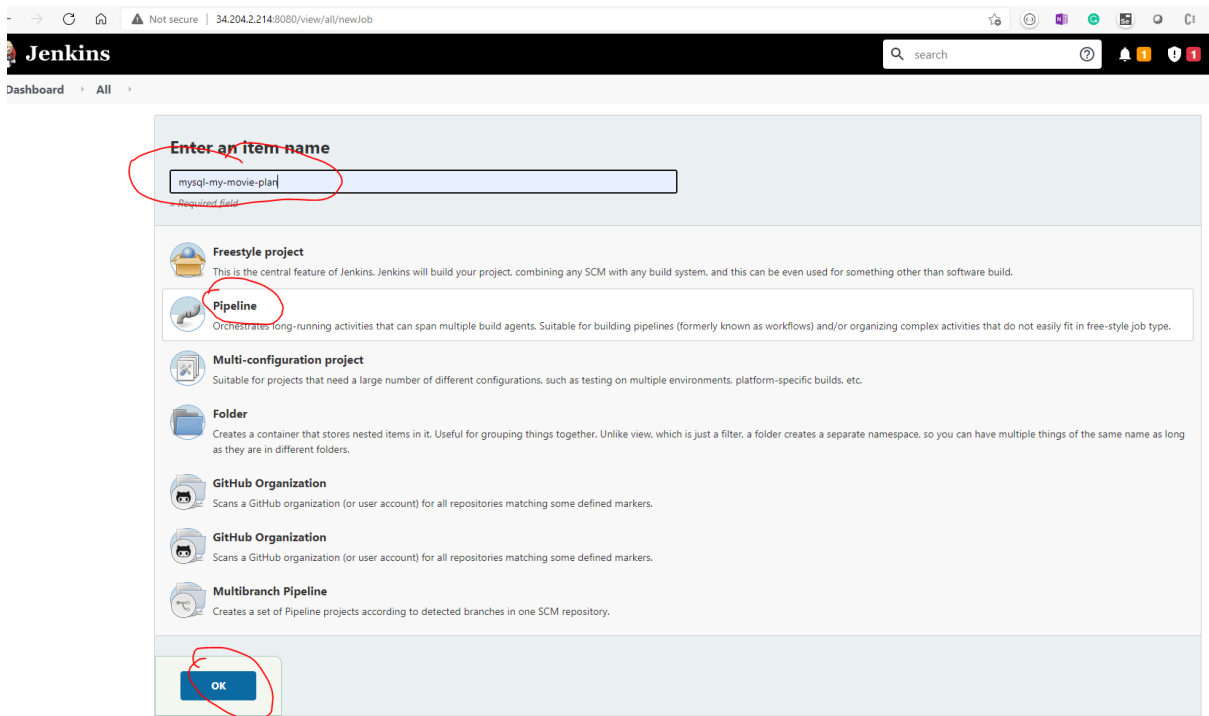 Not secure | 34.204.2.214:8080/view/all/newJob
Jenkins
search
1
1
Dashboard
All
Enter an item name
mysql-my-movie-plan
» Required field
Freestyle project
This is the central feature of Jenkins. Jenkins will build your project, combining any SCM with any build system, and this can be even used for something other than software build.
Pipeline
Orchestrates long-running activities that can span multiple build agents. Suitable for building pipelines (formerly known as workflows) and/or organizing complex activities that do not easily fit in free-style job type.
Multi-configuration project
Suitable for projects that need a large number of different configurations, such as testing on multiple environments, platform-specific builds, etc.
Folder
Creates a container that stores nested items in it. Useful for grouping things together. Unlike view, which is just a filter, a folder creates a separate namespace, so you can have multiple things of the same name as long
as they are in different folders.
GitHub Organization
Scans a GitHub organization (or user account) for all repositories matching some defined markers.
GitHub Organization
Scans a GitHub organization (or user account) for all repositories matching some defined markers.
Multibranch Pipeline
Creates a set of Pipeline projects according to detected branches in one SCM repository.
OK